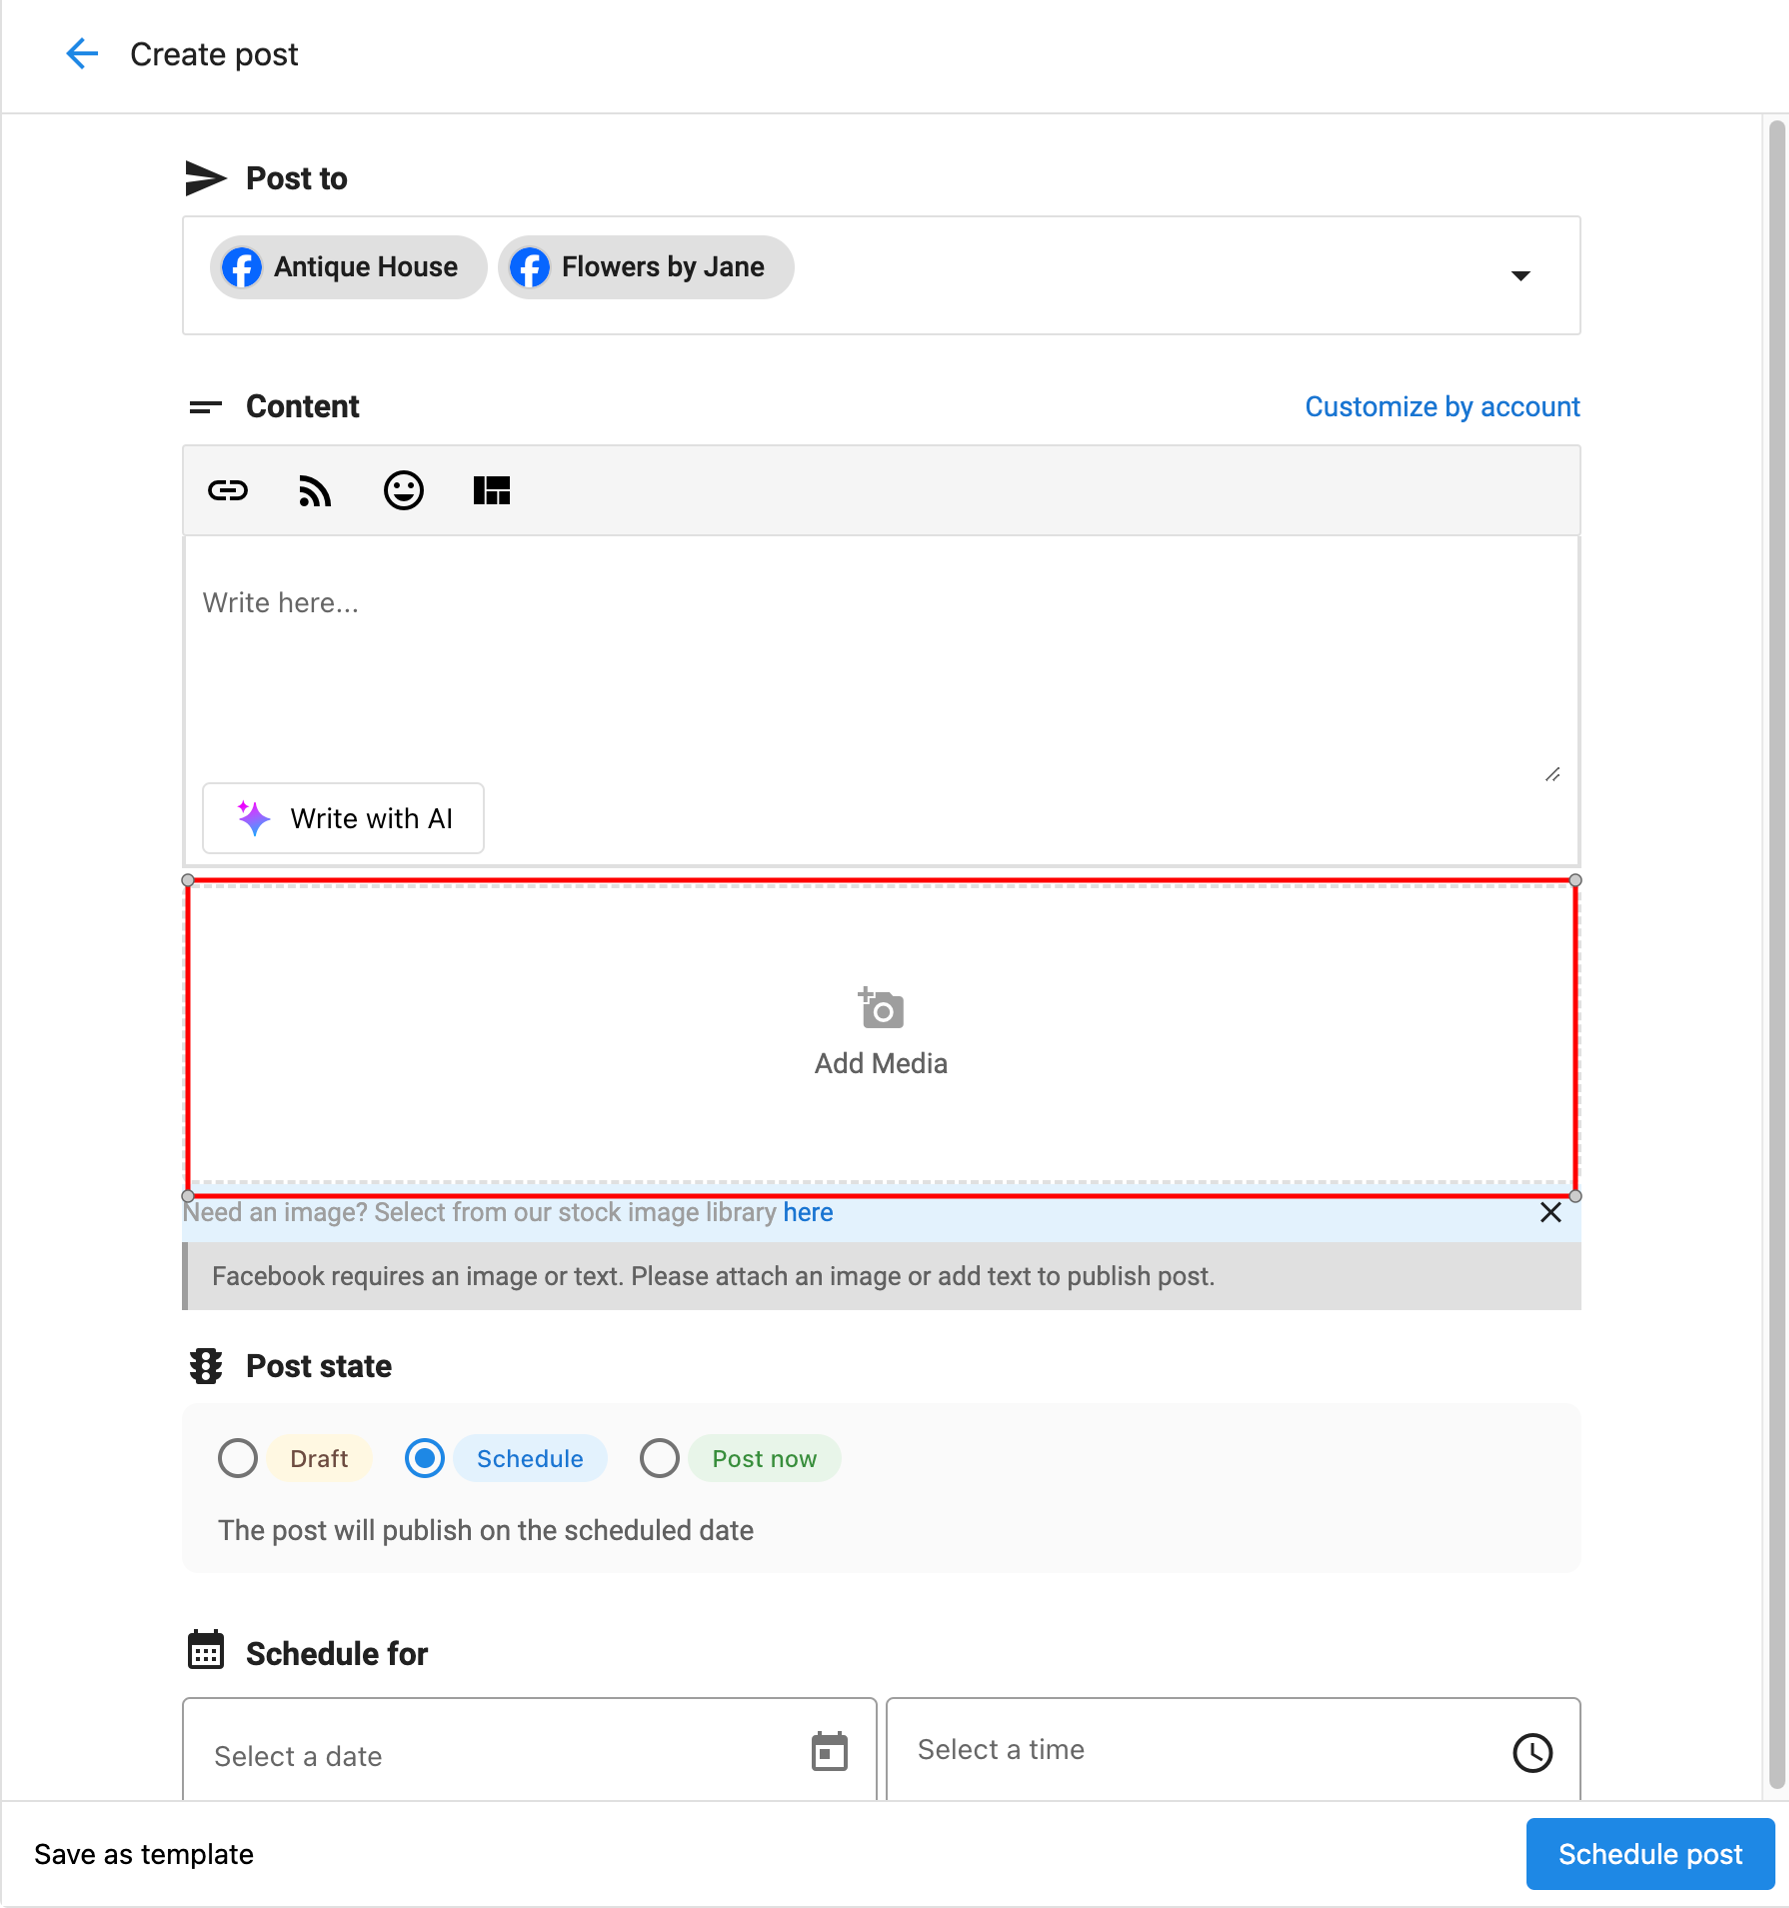 Create post
Post to
Antique House Flowers by Jane
Content Customize by account
Write here...
Write with AI
Add Media
Need an image? Select from our stock image library here
Facebook requires an image or text. Please attach an image or add text to publish post.
Post state
Draft Schedule Post now
The post will publish on the scheduled date
Schedule for
Select a date Select a time
Save as template Schedule post